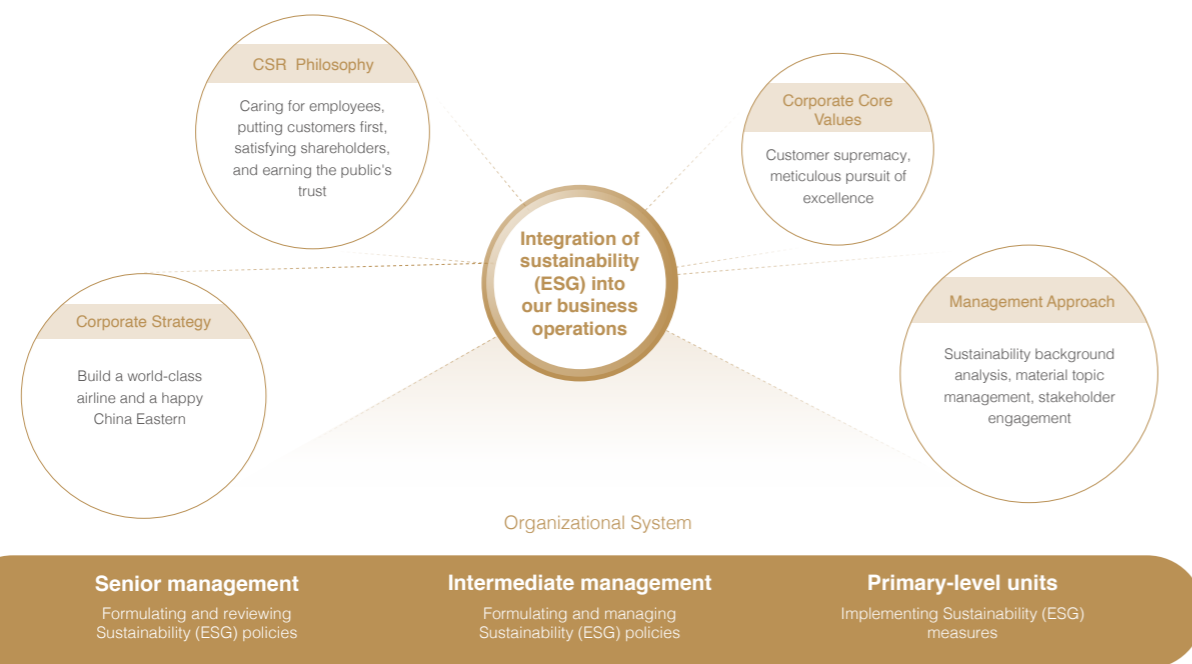 CSR Philosophy
Caring for employees,
putting customers first,
satisfying shareholders,
and earning the public's
trust
Corporate Core
Values
Customer supremacy,
meticulous pursuit of
excellence
Integration of
sustainability
(ESG) into
our business
operations
Corporate Strategy
Build a world-class
airline and a happy
China Eastern
Management Approach
Sustainability background
analysis, material topic
management, stakeholder
engagement
Organizational System
Senior management
Formulating and reviewing
Sustainability (ESG) policies
Intermediate management
Formulating and managing
Sustainability (ESG) policies
Primary-level units
Implementing Sustainability (ESG)
measures